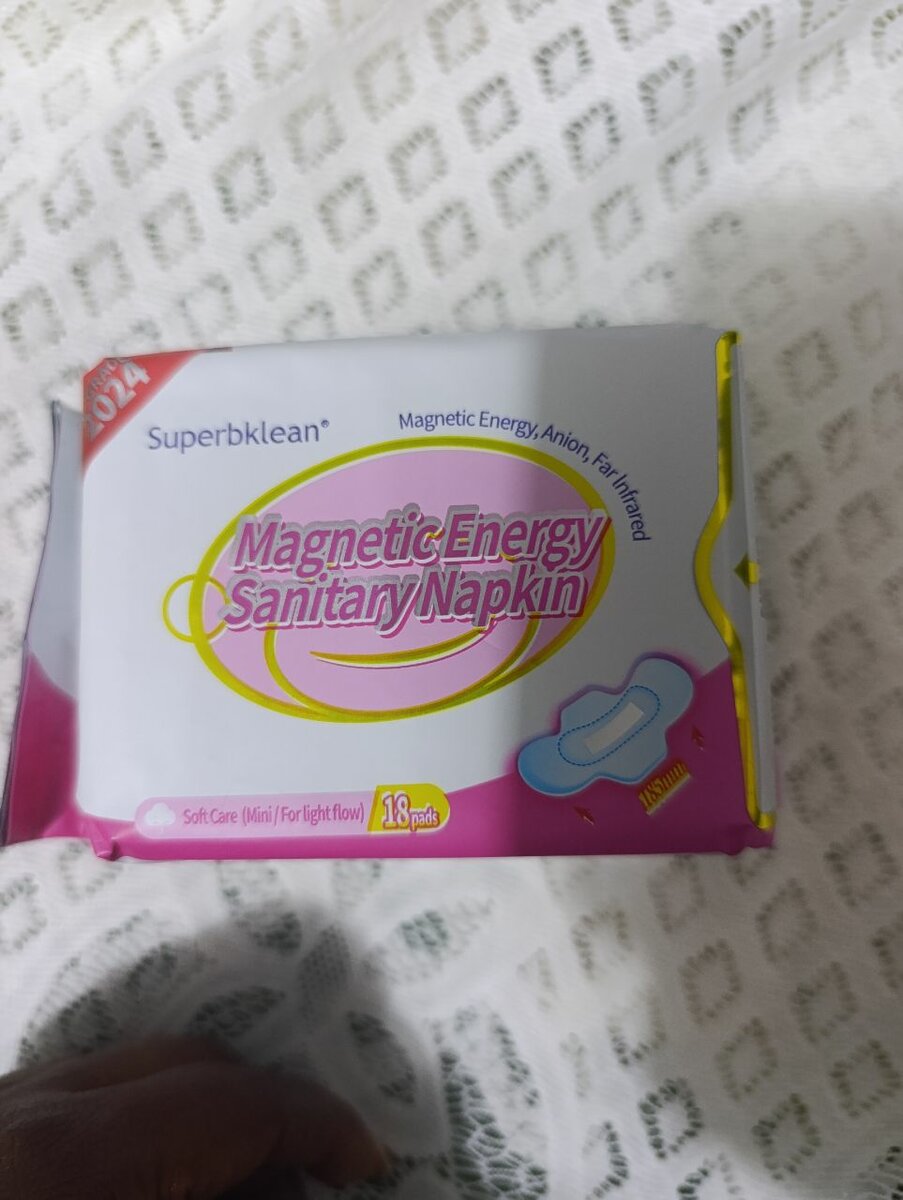 2024
Superbklean®
Magnetic Energy, Anion, Far Infrared
Magnetic Energy
Sanitary Napkin
Soft Care (Mini / For light flow)
18 pads
185mm